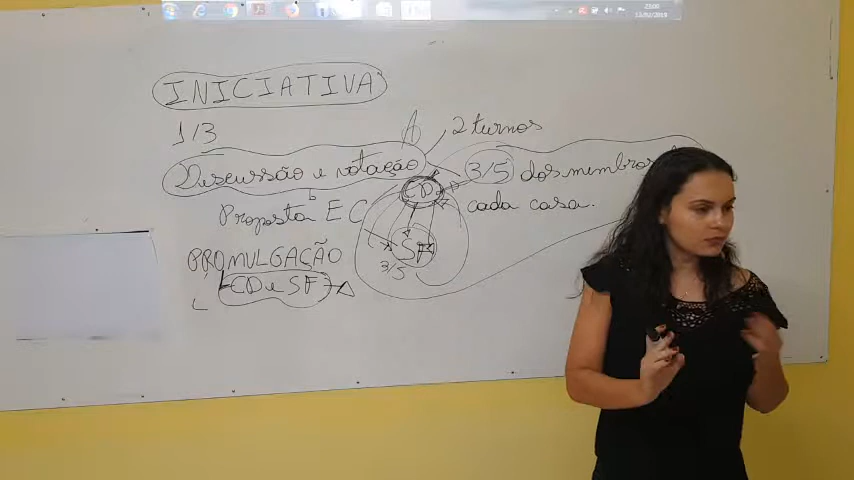 INICIATIVA
1/3
2 turnos
Discussão e votação
3/5 dos membros
CD
cada casa.
Proposta EC
SF
3/5
PROMULGAÇÃO
CD e SF